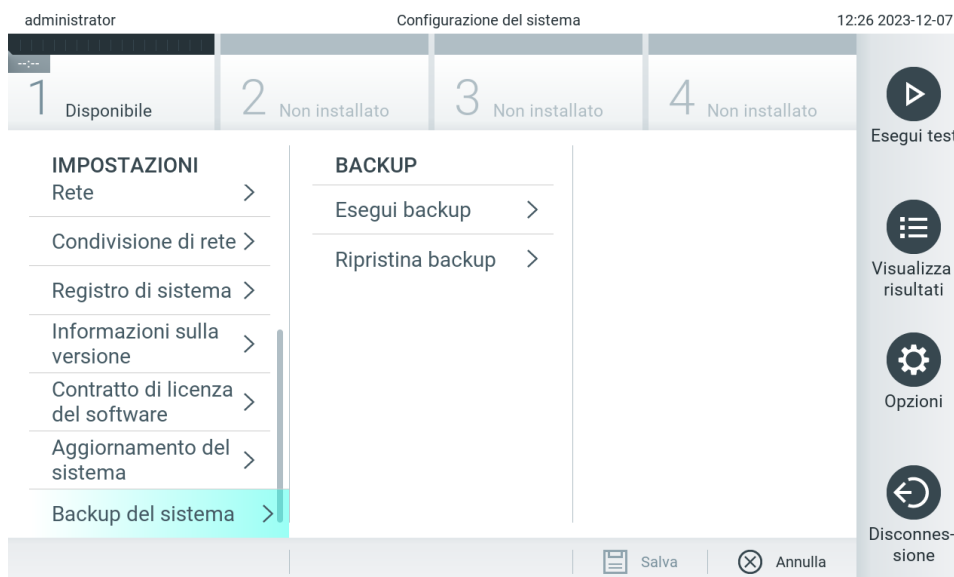 administrator
Configurazione del sistema
12:26 2023-12-07
--:--
1 Disponibile
2 Non installato
3 Non installato
4 Non installato
Esegui test
IMPOSTAZIONI
Rete
Condivisione di rete
Registro di sistema
Informazioni sulla
versione
Contratto di licenza
del software
Aggiornamento del
sistema
Backup del sistema
BACKUP
Esegui backup
Ripristina backup
Visualizza
risultati
Opzioni
Disconnes-
sione
Salva
Annulla